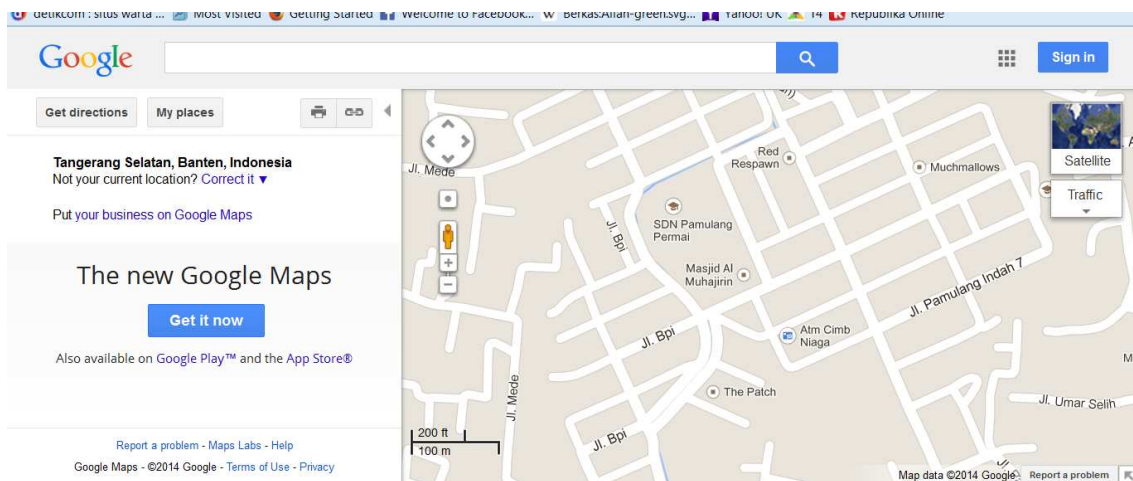 detikcom : situs warta ... Most Visited Getting Started Welcome to Facebook... W Berkas:Allah-green.svg... Yahoo! UK 14 R Republika Online
Google
Sign in
Get directions My places
Tangerang Selatan, Banten, Indonesia
Not your current location? Correct it ▼
Put your business on Google Maps
The new Google Maps
Get it now
Also available on Google Play™ and the App Store®
Report a problem - Maps Labs - Help
Google Maps - ©2014 Google - Terms of Use - Privacy
Jl. Mede
Red
Respawn
Muchmallows
Satellite
Traffic
SDN Pamulang
Permai
Jl. Bpi
Masjid Al
Muhajirin
Jl. Pamulang Indah 7
Jl. Bpi
Atm Cimb
Niaga
The Patch
Jl. Mede
Jl. Umar Selih
Jl. Bpi
200 ft
100 m
Map data ©2014 Google Report a problem